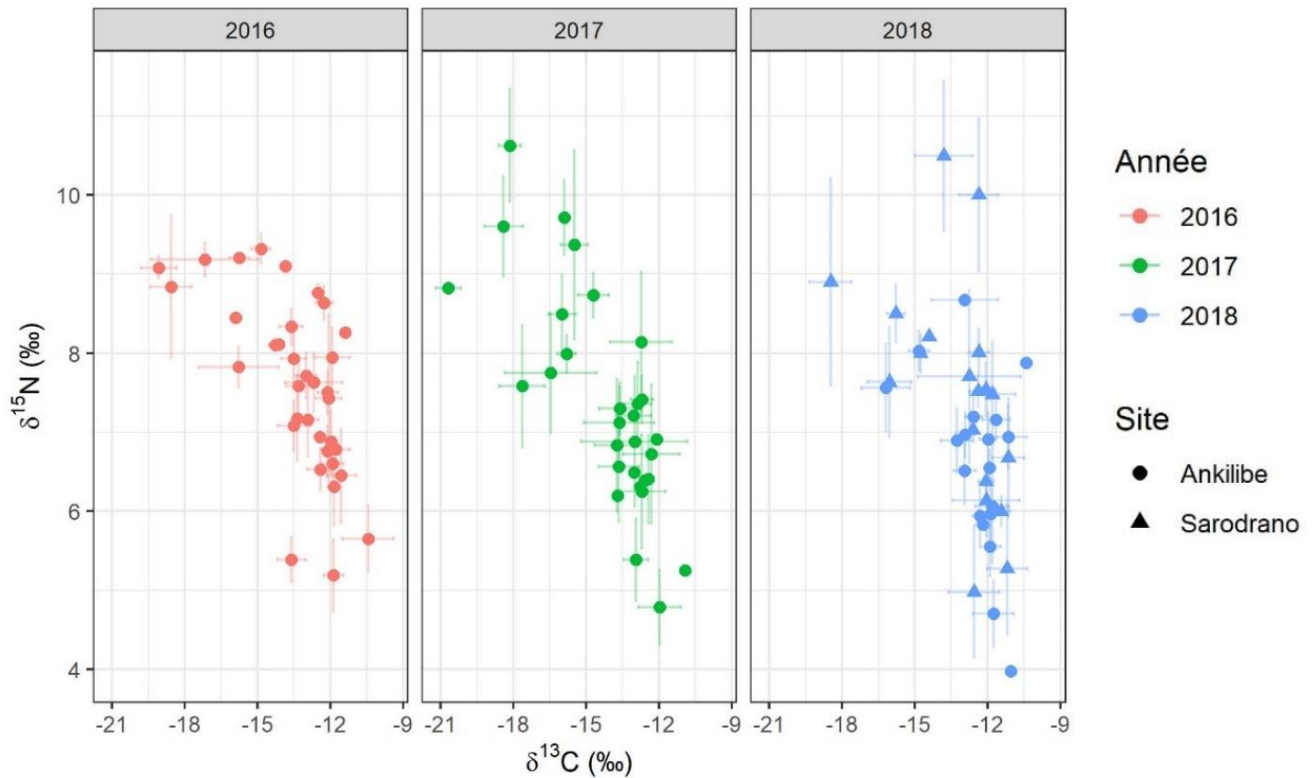 2016 2017 2018
10
8
6
4
δ¹⁵N (‰)
-21 -18 -15 -12 -9 -21 -18 -15 -12 -9 -21 -18 -15 -12 -9
δ¹³C (‰)
Année
2016
2017
2018
Site
Ankilibe
Sarodrano